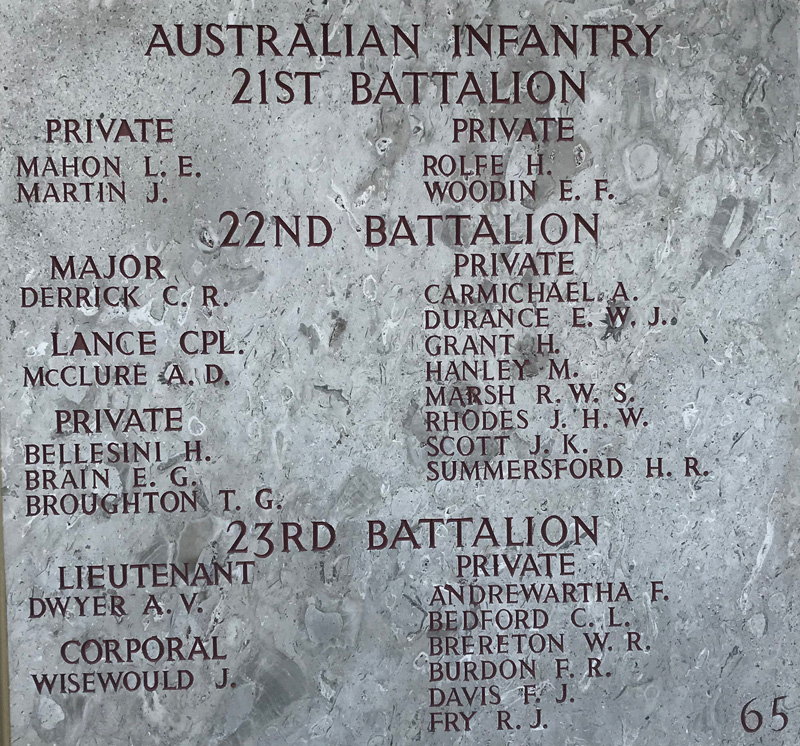 AUSTRALIAN INFANTRY
21ST BATTALION
PRIVATE
MAHON L. E.
MARTIN J.
PRIVATE
ROLFE H.
WOODIN E. F.
22ND BATTALION
MAJOR
DERRICK C. R.
LANCE CPL.
McCLURE A. D.
PRIVATE
BELLESINI H.
BRAIN E. G.
BROUGHTON T. G.
PRIVATE
CARMICHAEL A.
DURANCE E. W. J.
GRANT H.
HANLEY M.
MARSH R. W. S.
RHODES J. H. W.
SCOTT J. K.
SUMMERSFORD H. R.
23RD BATTALION
LIEUTENANT
DWYER A. V.
CORPORAL
WISEWOULD J.
PRIVATE
ANDREWARTHA F.
BEDFORD C. L.
BRERETON W. R.
BURDON F. R.
DAVIS F. J.
FRY R. J.
65